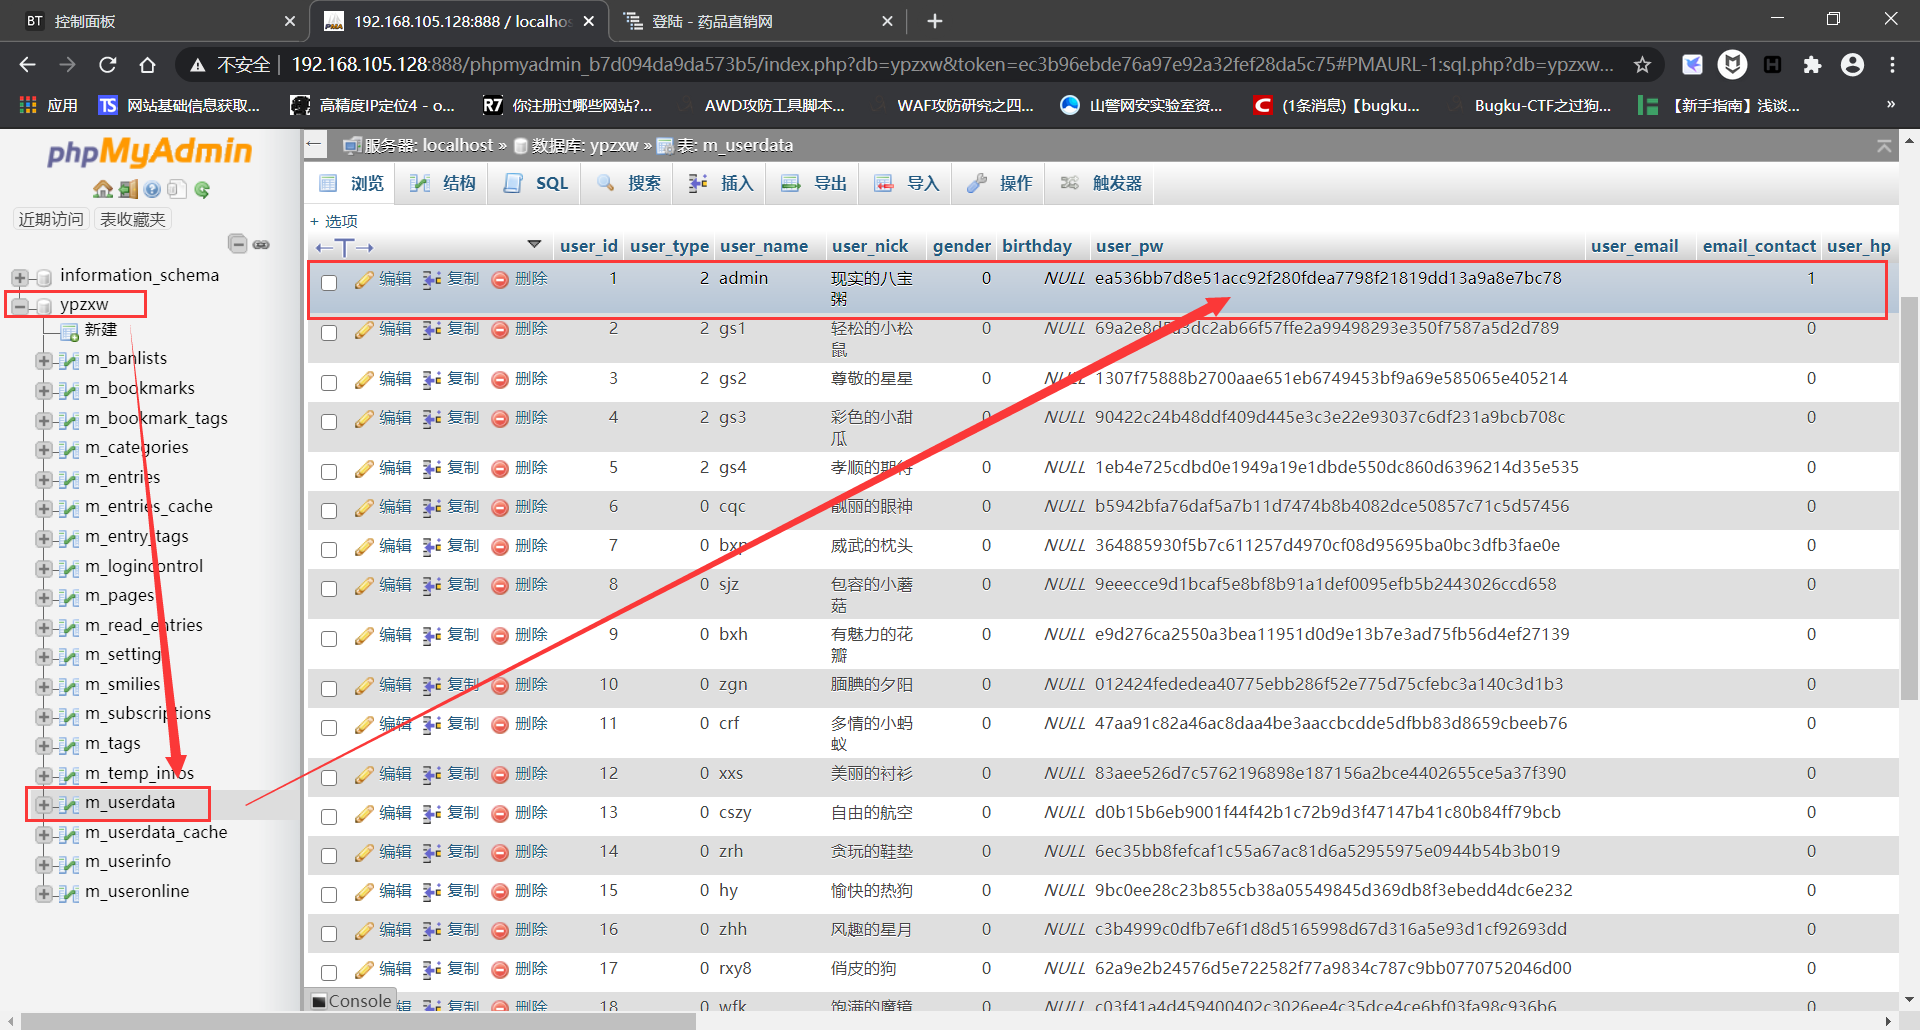 BT 控制面板
192.168.105.128:888 / localhos
登陆 - 药品直销网
不安全 192.168.105.128:888/phpmyadmin_b7d094da9da573b5/index.php?db=ypzxw&token=ec3b96ebde76a97e92a32fef28da5c75#PMAURL-1:sql.php?db=ypzxw...
应用 TS 网站基础信息获取... 高精度IP定位4 - o... R7 你注册过哪些网站?... AWD攻防工具脚本... WAF攻防研究之四... 山警网安实验室资... C (1条消息)【bugku... Bugku-CTF之过狗... 【新手指南】浅谈... »
phpMyAdmin
近期访问 表收藏夹
information_schema
ypzxw
新建
m_banlists
m_bookmarks
m_bookmark_tags
m_categories
m_entries
m_entries_cache
m_entry_tags
m_logincontrol
m_pages
m_read_entries
m_setting
m_smilies
m_subscriptions
m_tags
m_temp_infos
m_userdata
m_userdata_cache
m_userinfo
m_useronline
服务器: localhost » 数据库: ypzxw » 表: m_userdata
浏览 结构 SQL 搜索 插入 导出 导入 操作 触发器
+ 选项
←T→ user_id user_type user_name user_nick gender birthday user_pw user_email email_contact user_hp
编辑 复制 删除 1 2 admin 现实的八宝 0 NULL ea536bb7d8e51acc92f280fdea7798f21819dd13a9a8e7bc78 1
粥
编辑 复制 删除 2 2 gs1 轻松的小松 0 NULL 69a2e8d5d3dc2ab66f57ffe2a99498293e350f7587a5d2d789 0
鼠
编辑 复制 删除 3 2 gs2 尊敬的星星 0 NULL 1307f75888b2700aae651eb6749453bf9a69e585065e405214 0
编辑 复制 删除 4 2 gs3 彩色的小甜 0 NULL 90422c24b48ddf409d445e3c3e22e93037c6df231a9bcb708c 0
瓜
编辑 复制 删除 5 2 gs4 孝顺的期待 0 NULL 1eb4e725cdbd0e1949a19e1dbde550dc860d6396214d35e535 0
编辑 复制 删除 6 0 cqc 靓丽的眼神 0 NULL b5942bfa76daf5a7b11d7474b8b4082dce50857c71c5d57456 0
编辑 复制 删除 7 0 bxp 威武的枕头 0 NULL 364885930f5b7c611257d4970cf08d95695ba0bc3dfb3fae0e 0
编辑 复制 删除 8 0 sjz 包容的小蘑 0 NULL 9eeecce9d1bcaf5e8bf8b91a1def0095efb5b2443026ccd658 0
菇
编辑 复制 删除 9 0 bxh 有魅力的花 0 NULL e9d276ca2550a3bea11951d0d9e13b7e3ad75fb56d4ef27139 0
瓣
编辑 复制 删除 10 0 zgn 腼腆的夕阳 0 NULL 012424fededea40775ebb286f52e775d75cfebc3a140c3d1b3 0
编辑 复制 删除 11 0 crf 多情的小蚂 0 NULL 47aa91c82a46ac8daa4be3aaccbcdde5dfbb83d8659cbeeb76 0
蚁
编辑 复制 删除 12 0 xxs 美丽的衬衫 0 NULL 83aee526d7c5762196898e187156a2bce4402655ce5a37f390 0
编辑 复制 删除 13 0 cszy 自由的航空 0 NULL d0b15b6eb9001f44f42b1c72b9d3f47147b41c80b84ff79bcb 0
编辑 复制 删除 14 0 zrh 贪玩的鞋垫 0 NULL 6ec35bb8fefcaf1c55a67ac81d6a52955975e0944b54b3b019 0
编辑 复制 删除 15 0 hy 愉快的热狗 0 NULL 9bc0ee28c23b855cb38a05549845d369db8f3ebedd4dc6e232 0
编辑 复制 删除 16 0 zhh 风趣的星月 0 NULL c3b4999c0dfb7e6f1d8d5165998d67d316a5e93d1cf92693dd 0
编辑 复制 删除 17 0 rxy8 俏皮的狗 0 NULL 62a9e2b24576d5e722582f77a9834c787c9bb0770752046d00 0
编辑 复制 删除 18 0 wfk 饱满的魔镜 NULL c03f41a4d459400402c3026ee4c35dce4ce6bf03fa98c936b6 0
Console